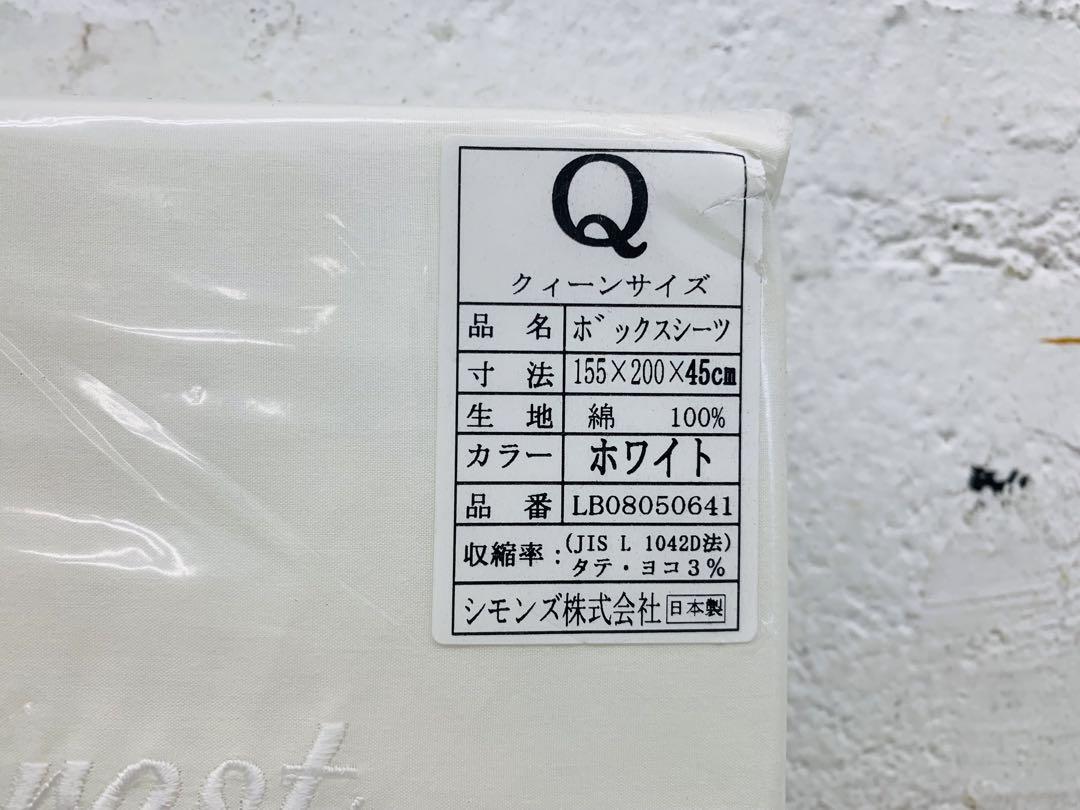 Q
クィーンサイズ
品 名 ボックスシーツ
寸 法 155×200×45cm
生 地 綿 100%
カラー ホワイト
品 番 LB08050641
収縮率：(JIS L 1042D法)
タテ・ヨコ3%
シモンズ株式会社 日本製